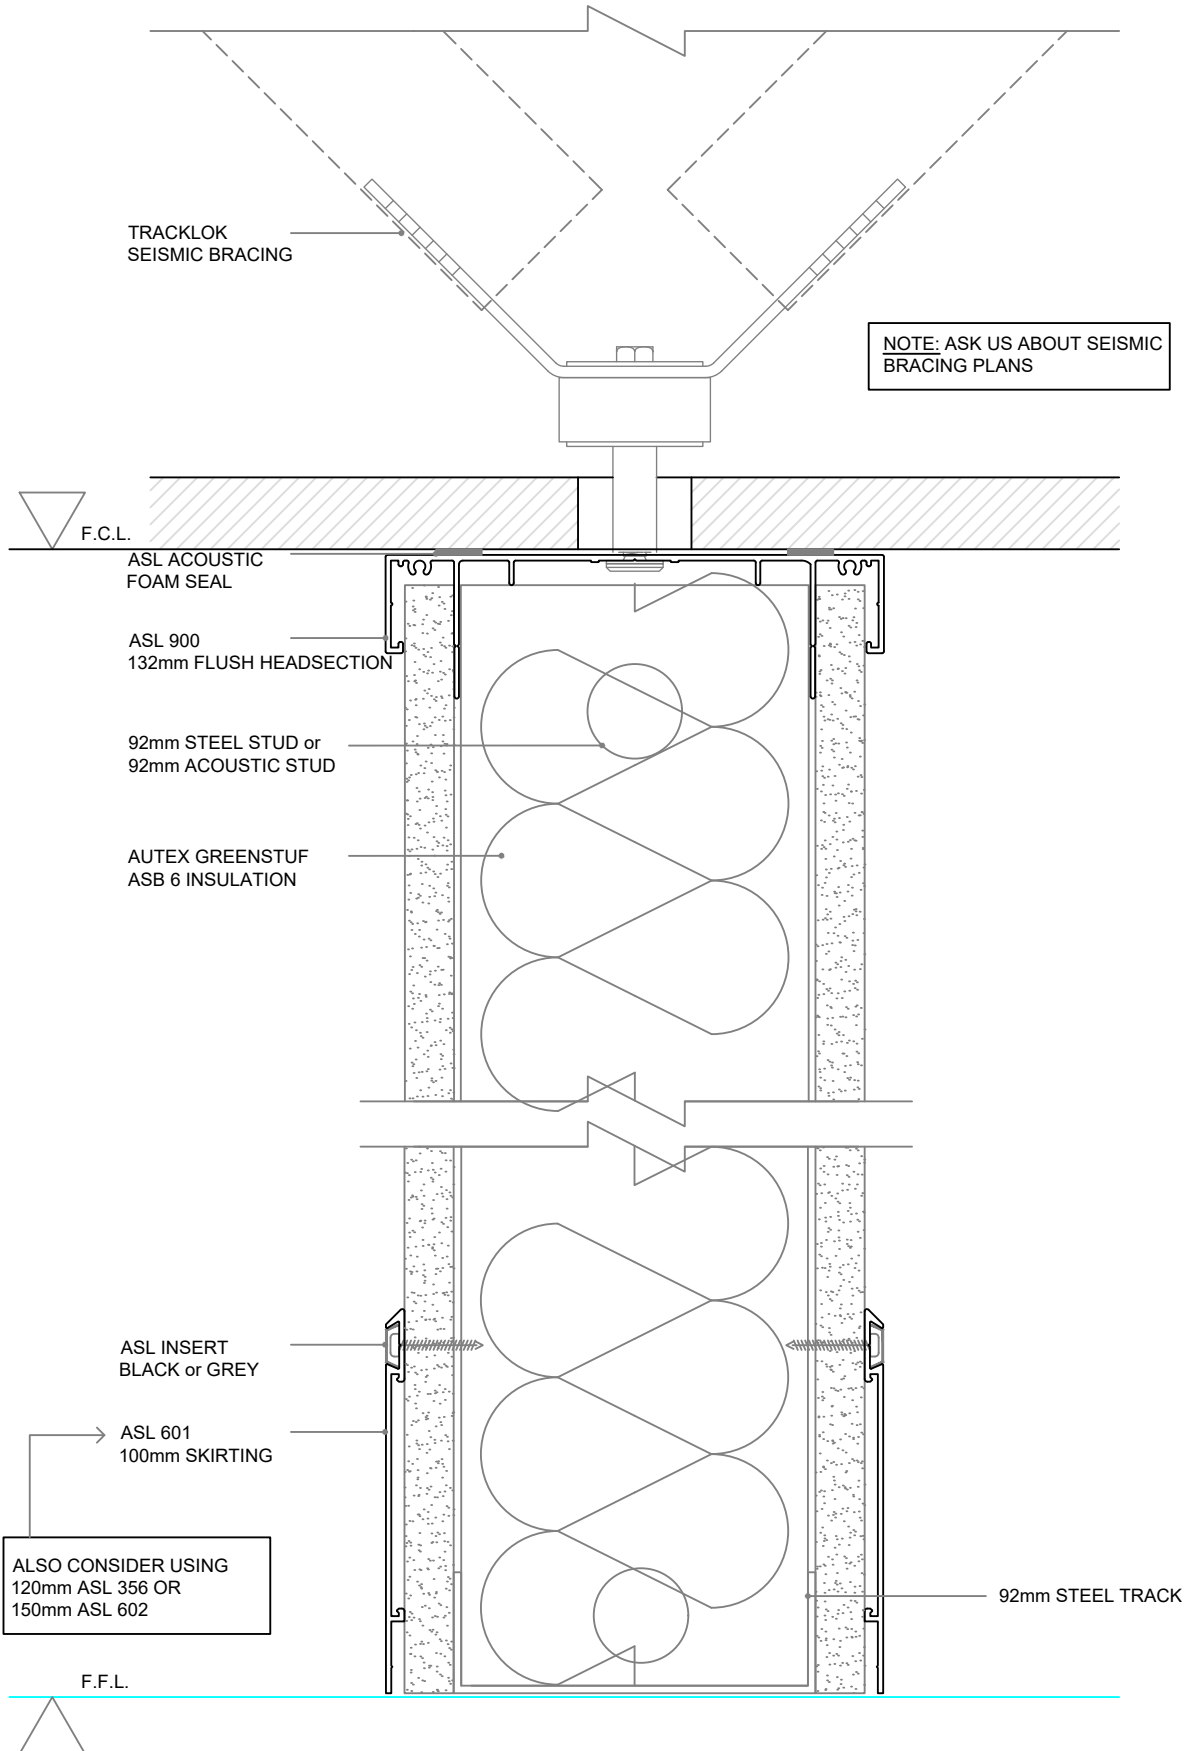 TRACKLOK
SEISMIC BRACING
NOTE: ASK US ABOUT SEISMIC
BRACING PLANS
F.C.L.
ASL ACOUSTIC
FOAM SEAL
ASL 900
132mm FLUSH HEADSECTION
92mm STEEL STUD or
92mm ACOUSTIC STUD
AUTEX GREENSTUF
ASB 6 INSULATION
ASL INSERT
BLACK or GREY
ASL 601
100mm SKIRTING
ALSO CONSIDER USING
120mm ASL 356 OR
150mm ASL 602
92mm STEEL TRACK
F.F.L.